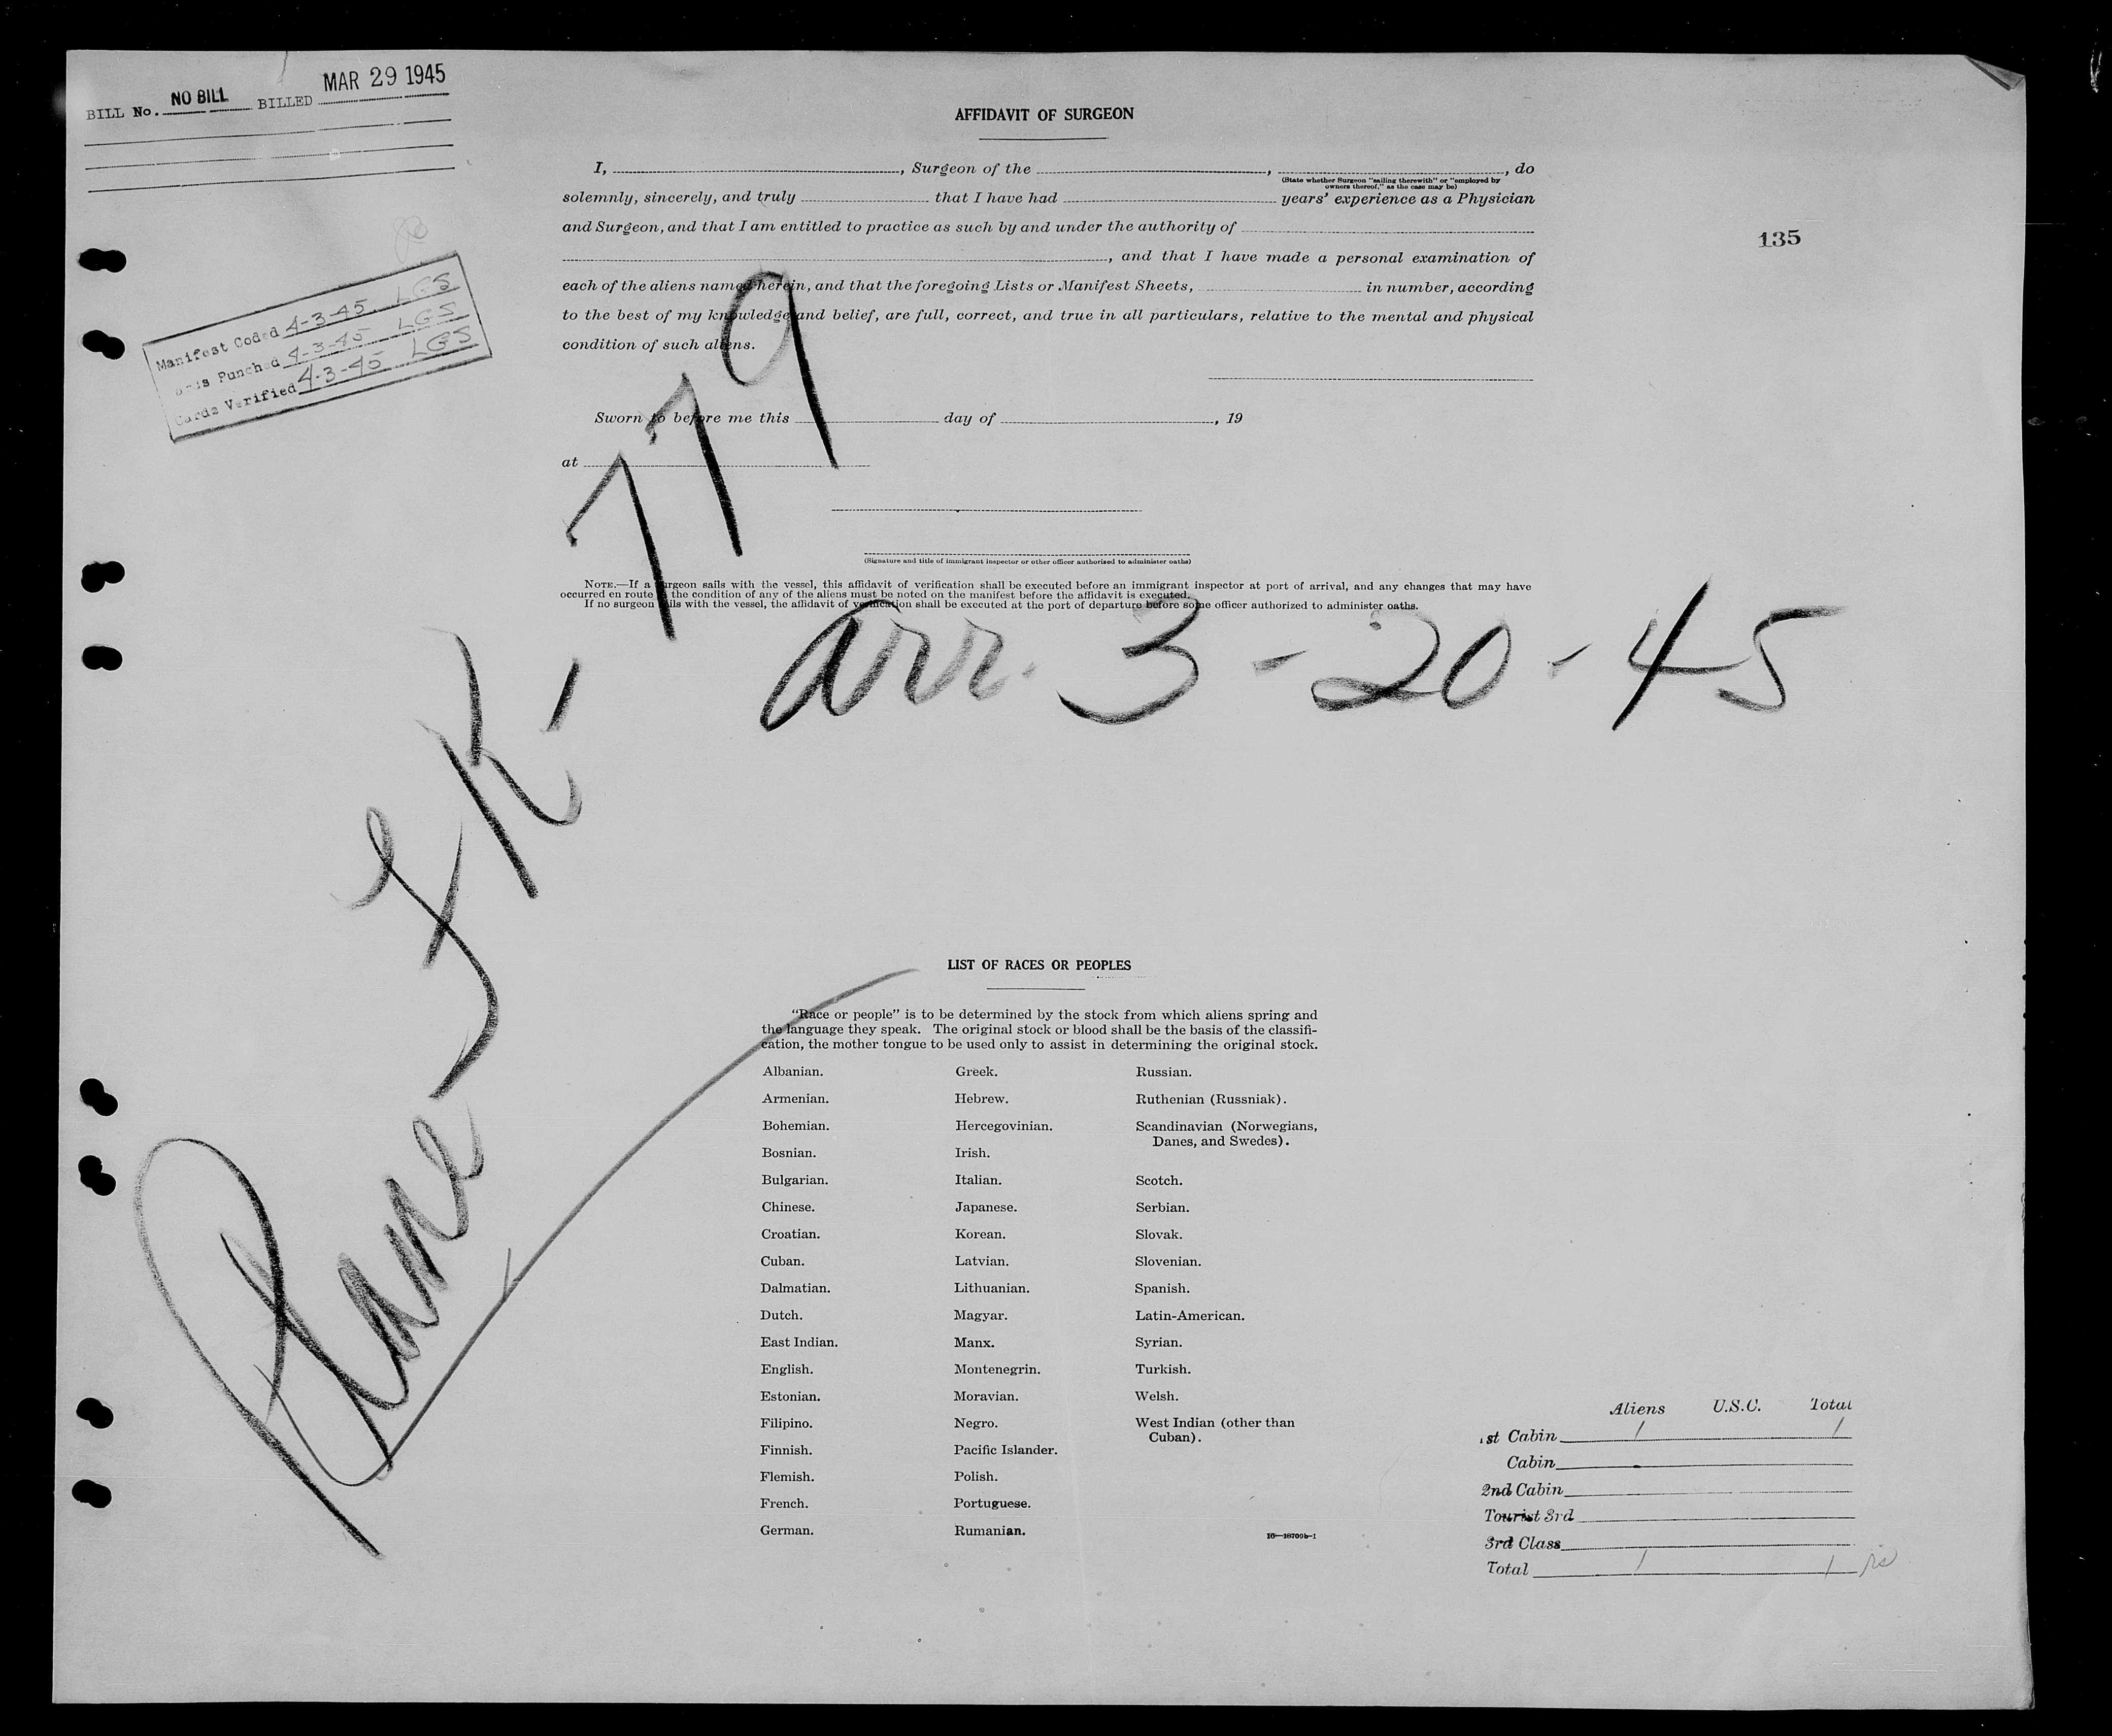 BILL No. NO BILL BILLED MAR 29 1945
AFFIDAVIT OF SURGEON
I, , Surgeon of the , , do
(State whether Surgeon "sailing therewith" or "employed by
owners thereof," as the case may be)
solemnly, sincerely, and truly that I have had years' experience as a Physician
and Surgeon, and that I am entitled to practice as such by and under the authority of
, and that I have made a personal examination of
each of the aliens named herein, and that the foregoing Lists or Manifest Sheets, in number, according
to the best of my knowledge and belief, are full, correct, and true in all particulars, relative to the mental and physical
condition of such aliens.
135
Manifest Coded 4-3-45 LGS
Punched 4-3-45 LGS
Cards Verified 4-3-45 LGS
Sworn to before me this day of , 19
at
(Signature and title of immigrant inspector or other officer authorized to administer oaths)
NOTE.—If a surgeon sails with the vessel, this affidavit of verification shall be executed before an immigrant inspector at port of arrival, and any changes that may have
occurred en route in the condition of any of the aliens must be noted on the manifest before the affidavit is executed.
If no surgeon sails with the vessel, the affidavit of verification shall be executed at the port of departure before some officer authorized to administer oaths.
Plane JK-779
arr. 3-20-45
LIST OF RACES OR PEOPLES
"Race or people" is to be determined by the stock from which aliens spring and
the language they speak. The original stock or blood shall be the basis of the classifi-
cation, the mother tongue to be used only to assist in determining the original stock.
Albanian. Greek. Russian.
Armenian. Hebrew. Ruthenian (Russniak).
Bohemian. Hercegovinian. Scandinavian (Norwegians,
Danes, and Swedes).
Bosnian. Irish.
Bulgarian. Italian. Scotch.
Chinese. Japanese. Serbian.
Croatian. Korean. Slovak.
Cuban. Latvian. Slovenian.
Dalmatian. Lithuanian. Spanish.
Dutch. Magyar. Latin-American.
East Indian. Manx. Syrian.
English. Montenegrin. Turkish.
Estonian. Moravian. Welsh.
Filipino. Negro. West Indian (other than
Cuban).
Finnish. Pacific Islander.
Flemish. Polish.
French. Portuguese.
German. Rumanian.
16—18709b-1
Aliens U.S.C. Total
1st Cabin 1 1
Cabin
2nd Cabin
Tourist 3rd
3rd Class
Total 1 1